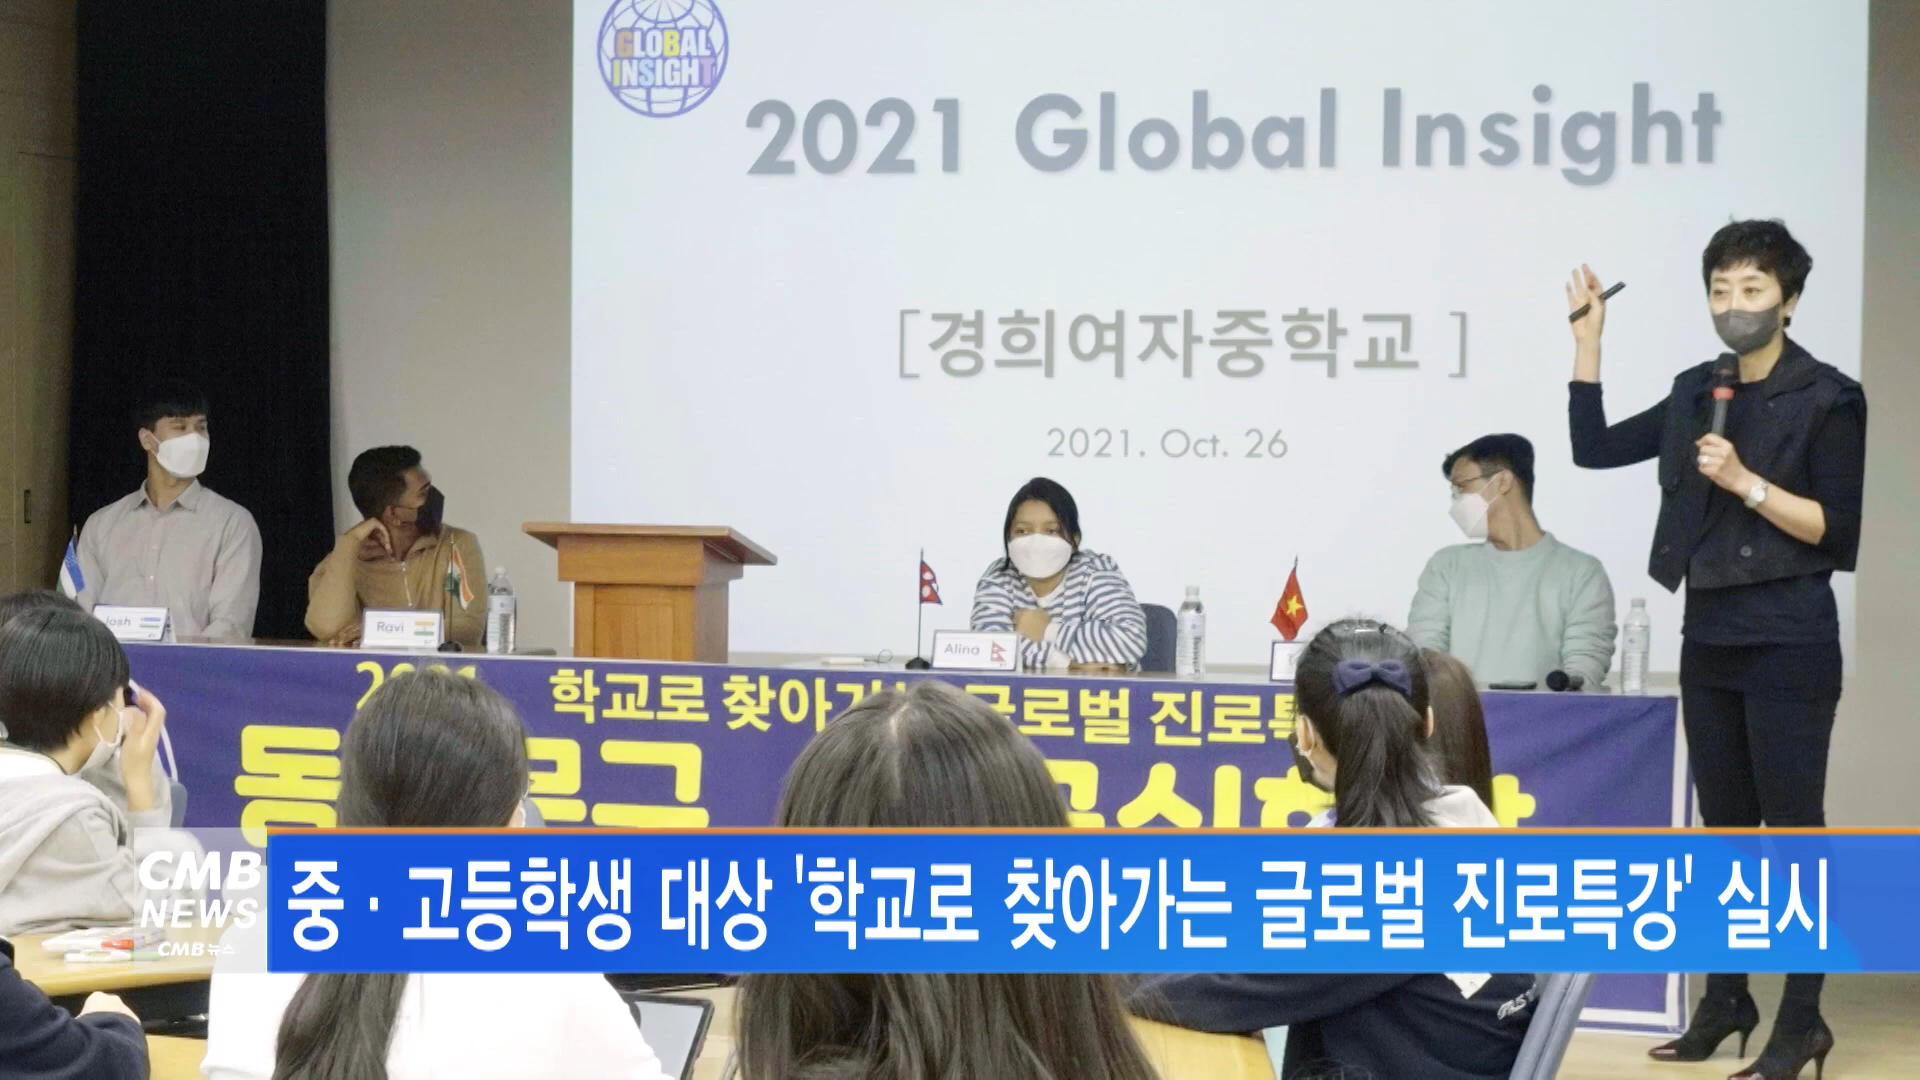 GLOBAL
INSIGHT
2021 Global Insight
[경희여자중학교 ]
2021. Oct. 26
Josh
Ravi
Alina
2021 학교로 찾아가는 글로벌 진로특
CMB
NEWS
CMB 뉴스
중·고등학생 대상 '학교로 찾아가는 글로벌 진로특강' 실시